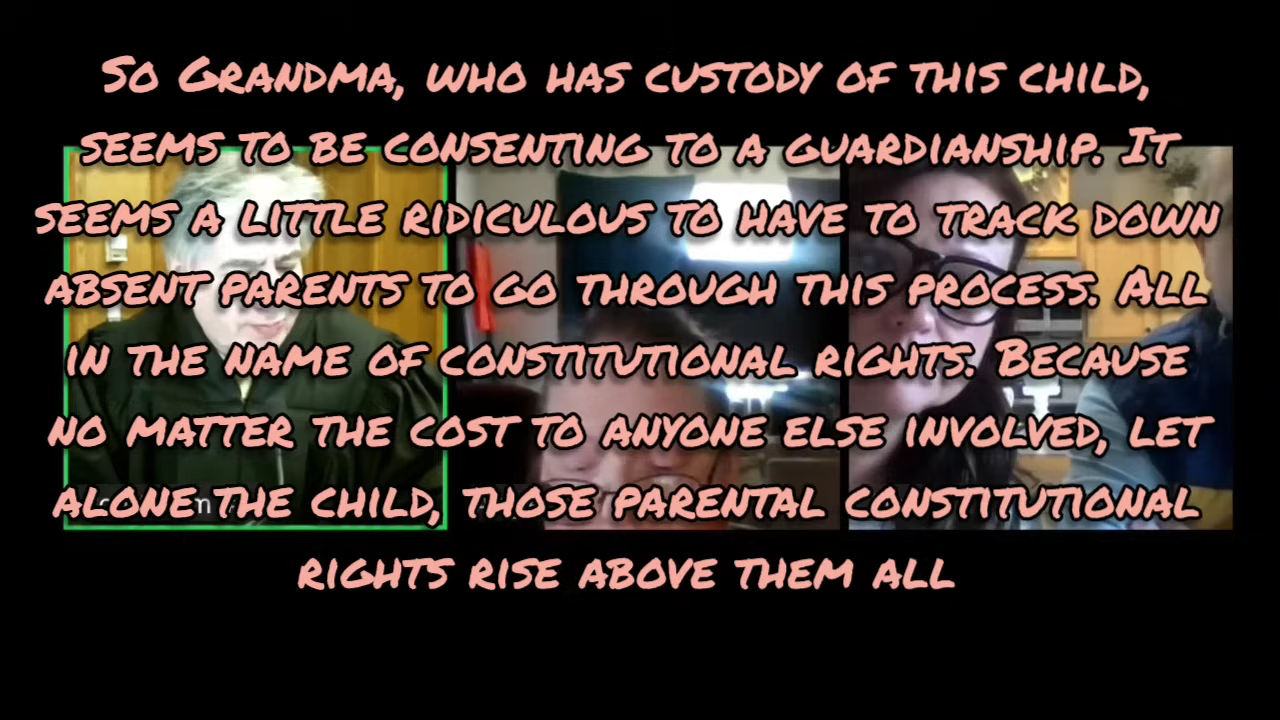 So Grandma, who has custody of this child,
seems to be consenting to a guardianship. It
seems a little ridiculous to have to track down
absent parents to go through this process. All
in the name of constitutional rights. Because
no matter the cost to anyone else involved, let
alone the child, those parental constitutional
rights rise above them all